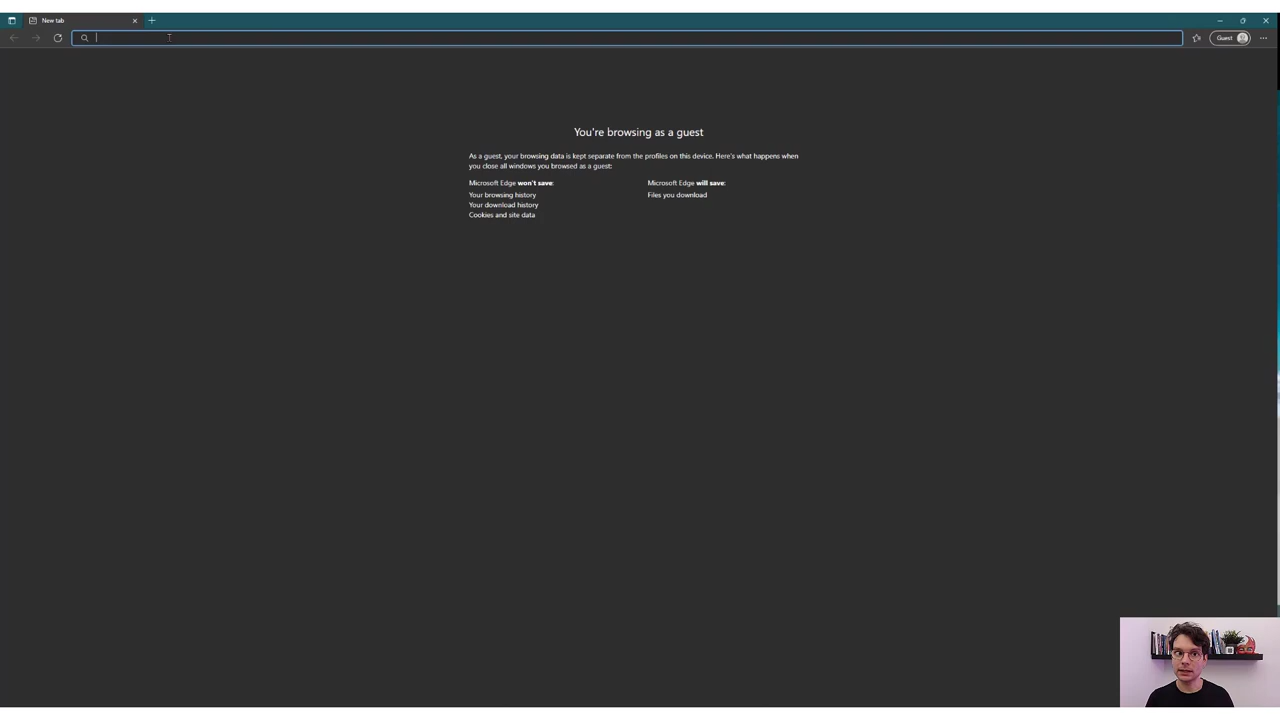 New tab
Guest
You're browsing as a guest
As a guest, your browsing data is kept separate from the profiles on this device. Here's what happens when
you close all windows you browsed as a guest:
Microsoft Edge won't save:
Your browsing history
Your download history
Cookies and site data
Microsoft Edge will save:
Files you download